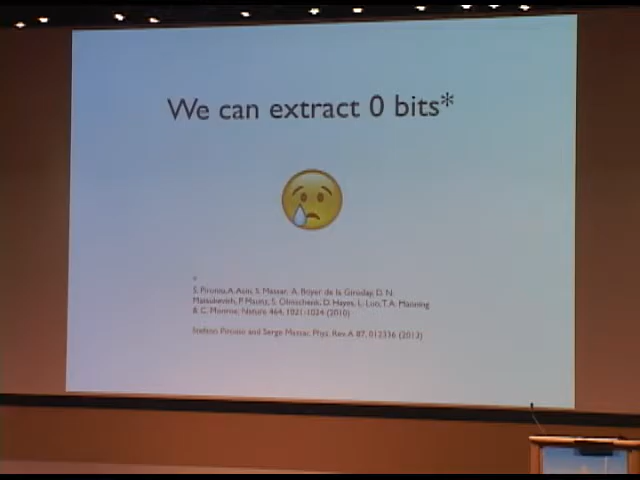 We can extract 0 bits*
*
S. Pironio, A. Acin, S. Massar, A. Boyer de la Giroday, D. N.
Matsukevich, P. Maunz, S. Olmschenk, D. Hayes, L. Luo, T. A. Manning
& C. Monroe, Nature 464, 1021-1024 (2010)
Stefano Pironio and Serge Massar, Phys. Rev. A 87, 012336 (2013)